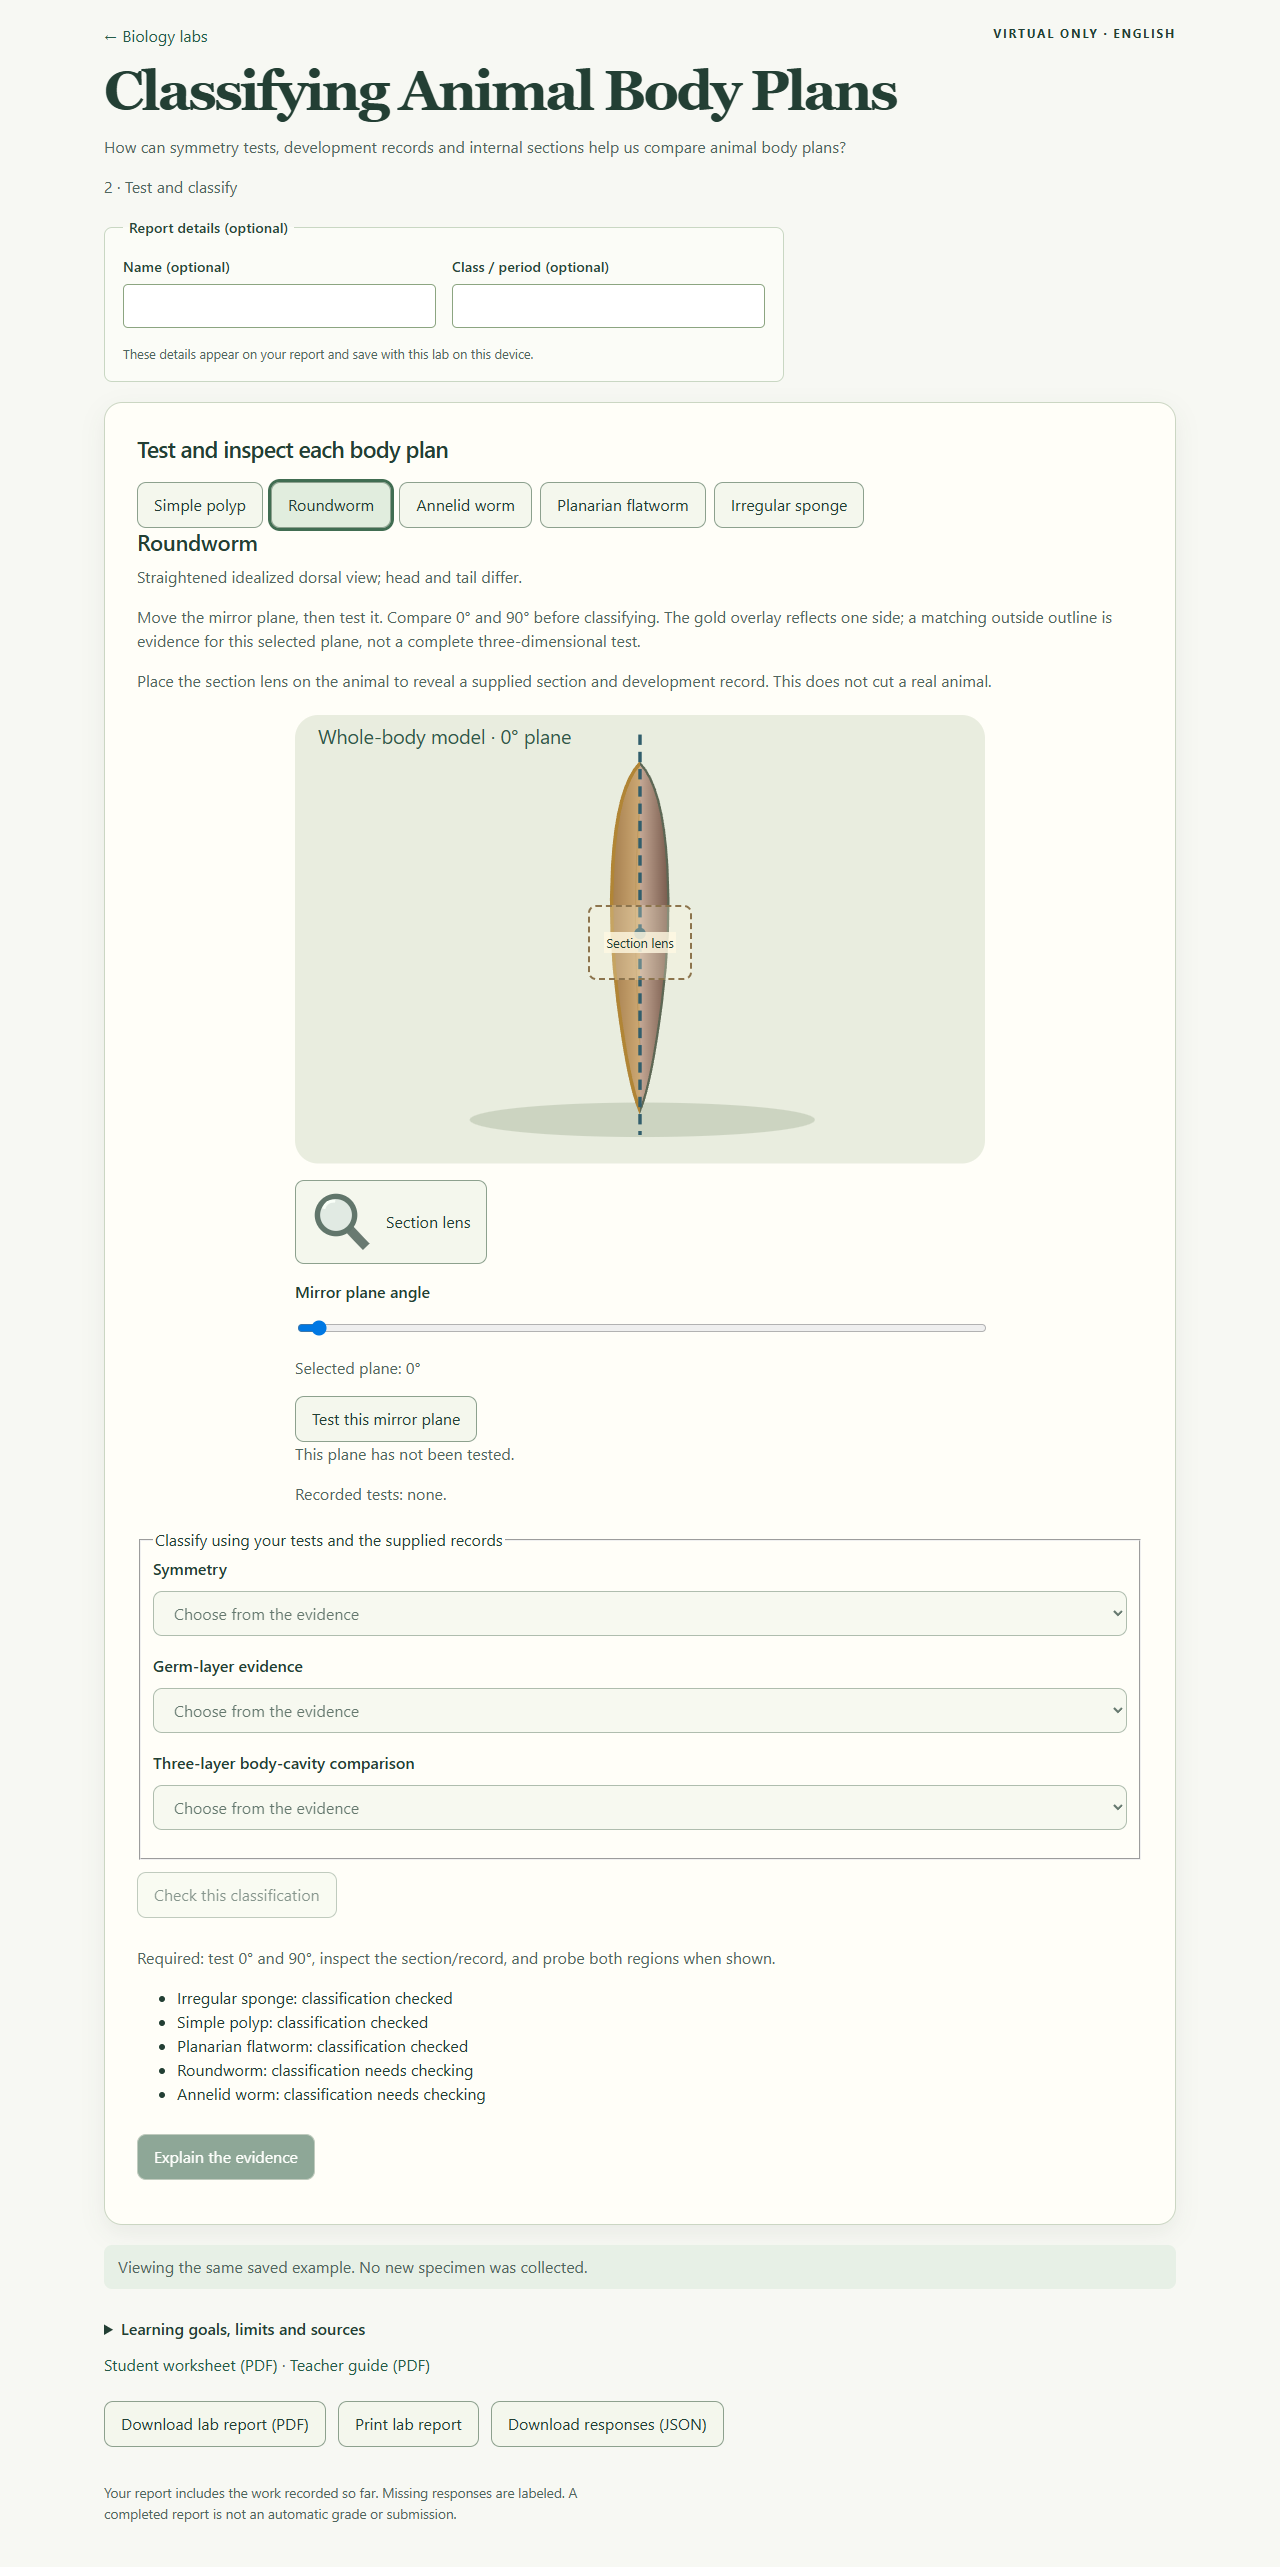 ← Biology labs
VIRTUAL ONLY · ENGLISH
Classifying Animal Body Plans
How can symmetry tests, development records and internal sections help us compare animal body plans?
2 · Test and classify
Report details (optional)
Name (optional)
Class / period (optional)
These details appear on your report and save with this lab on this device.
Test and inspect each body plan
Simple polyp
Roundworm
Annelid worm
Planarian flatworm
Irregular sponge
Roundworm
Straightened idealized dorsal view; head and tail differ.
Move the mirror plane, then test it. Compare 0° and 90° before classifying. The gold overlay reflects one side; a matching outside outline is
evidence for this selected plane, not a complete three-dimensional test.
Place the section lens on the animal to reveal a supplied section and development record. This does not cut a real animal.
Whole-body model · 0° plane
Section lens
Section lens
Mirror plane angle
Selected plane: 0°
Test this mirror plane
This plane has not been tested.
Recorded tests: none.
Classify using your tests and the supplied records
Symmetry
Choose from the evidence
Germ-layer evidence
Choose from the evidence
Three-layer body-cavity comparison
Choose from the evidence
Check this classification
Required: test 0° and 90°, inspect the section/record, and probe both regions when shown.
• Irregular sponge: classification checked
• Simple polyp: classification checked
• Planarian flatworm: classification checked
• Roundworm: classification needs checking
• Annelid worm: classification needs checking
Explain the evidence
Viewing the same saved example. No new specimen was collected.
▶ Learning goals, limits and sources
Student worksheet (PDF) · Teacher guide (PDF)
Download lab report (PDF)
Print lab report
Download responses (JSON)
Your report includes the work recorded so far. Missing responses are labeled. A
completed report is not an automatic grade or submission.